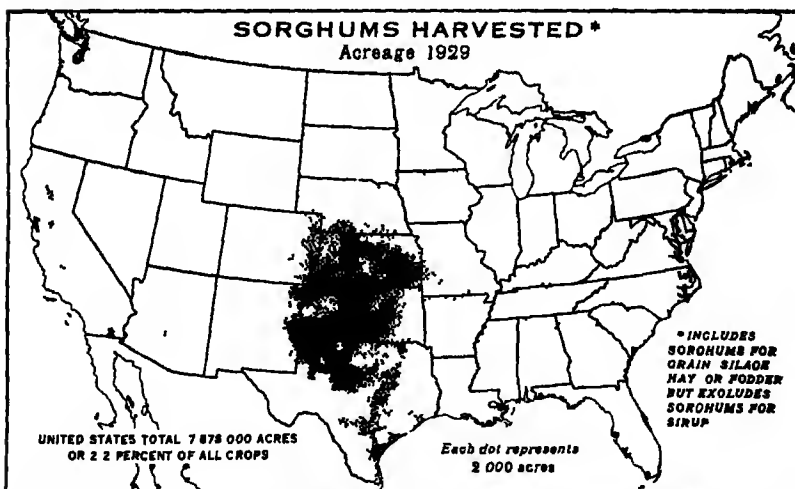 SORGHUMS HARVESTED*
Acreage 1929
* INCLUDES
SORGHUMS FOR
GRAIN SILAGE
HAY OR FODDER
BUT EXCLUDES
SORGHUMS FOR
SIRUP
UNITED STATES TOTAL 7 878 000 ACRES
OR 2 2 PERCENT OF ALL CROPS
Each dot represents
2 000 acres